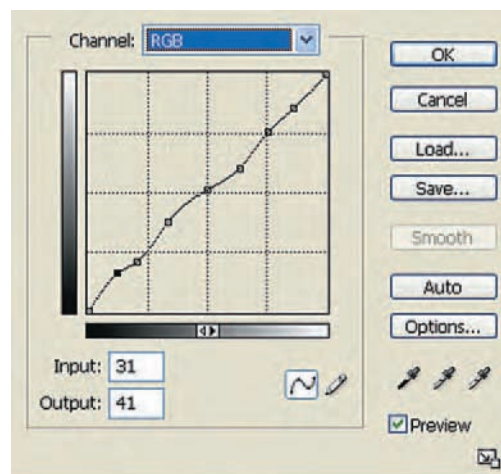 Channel: RGB
OK
Cancel
Load...
Save...
Smooth
Auto
Options...
Input: 31
Output: 41
Preview